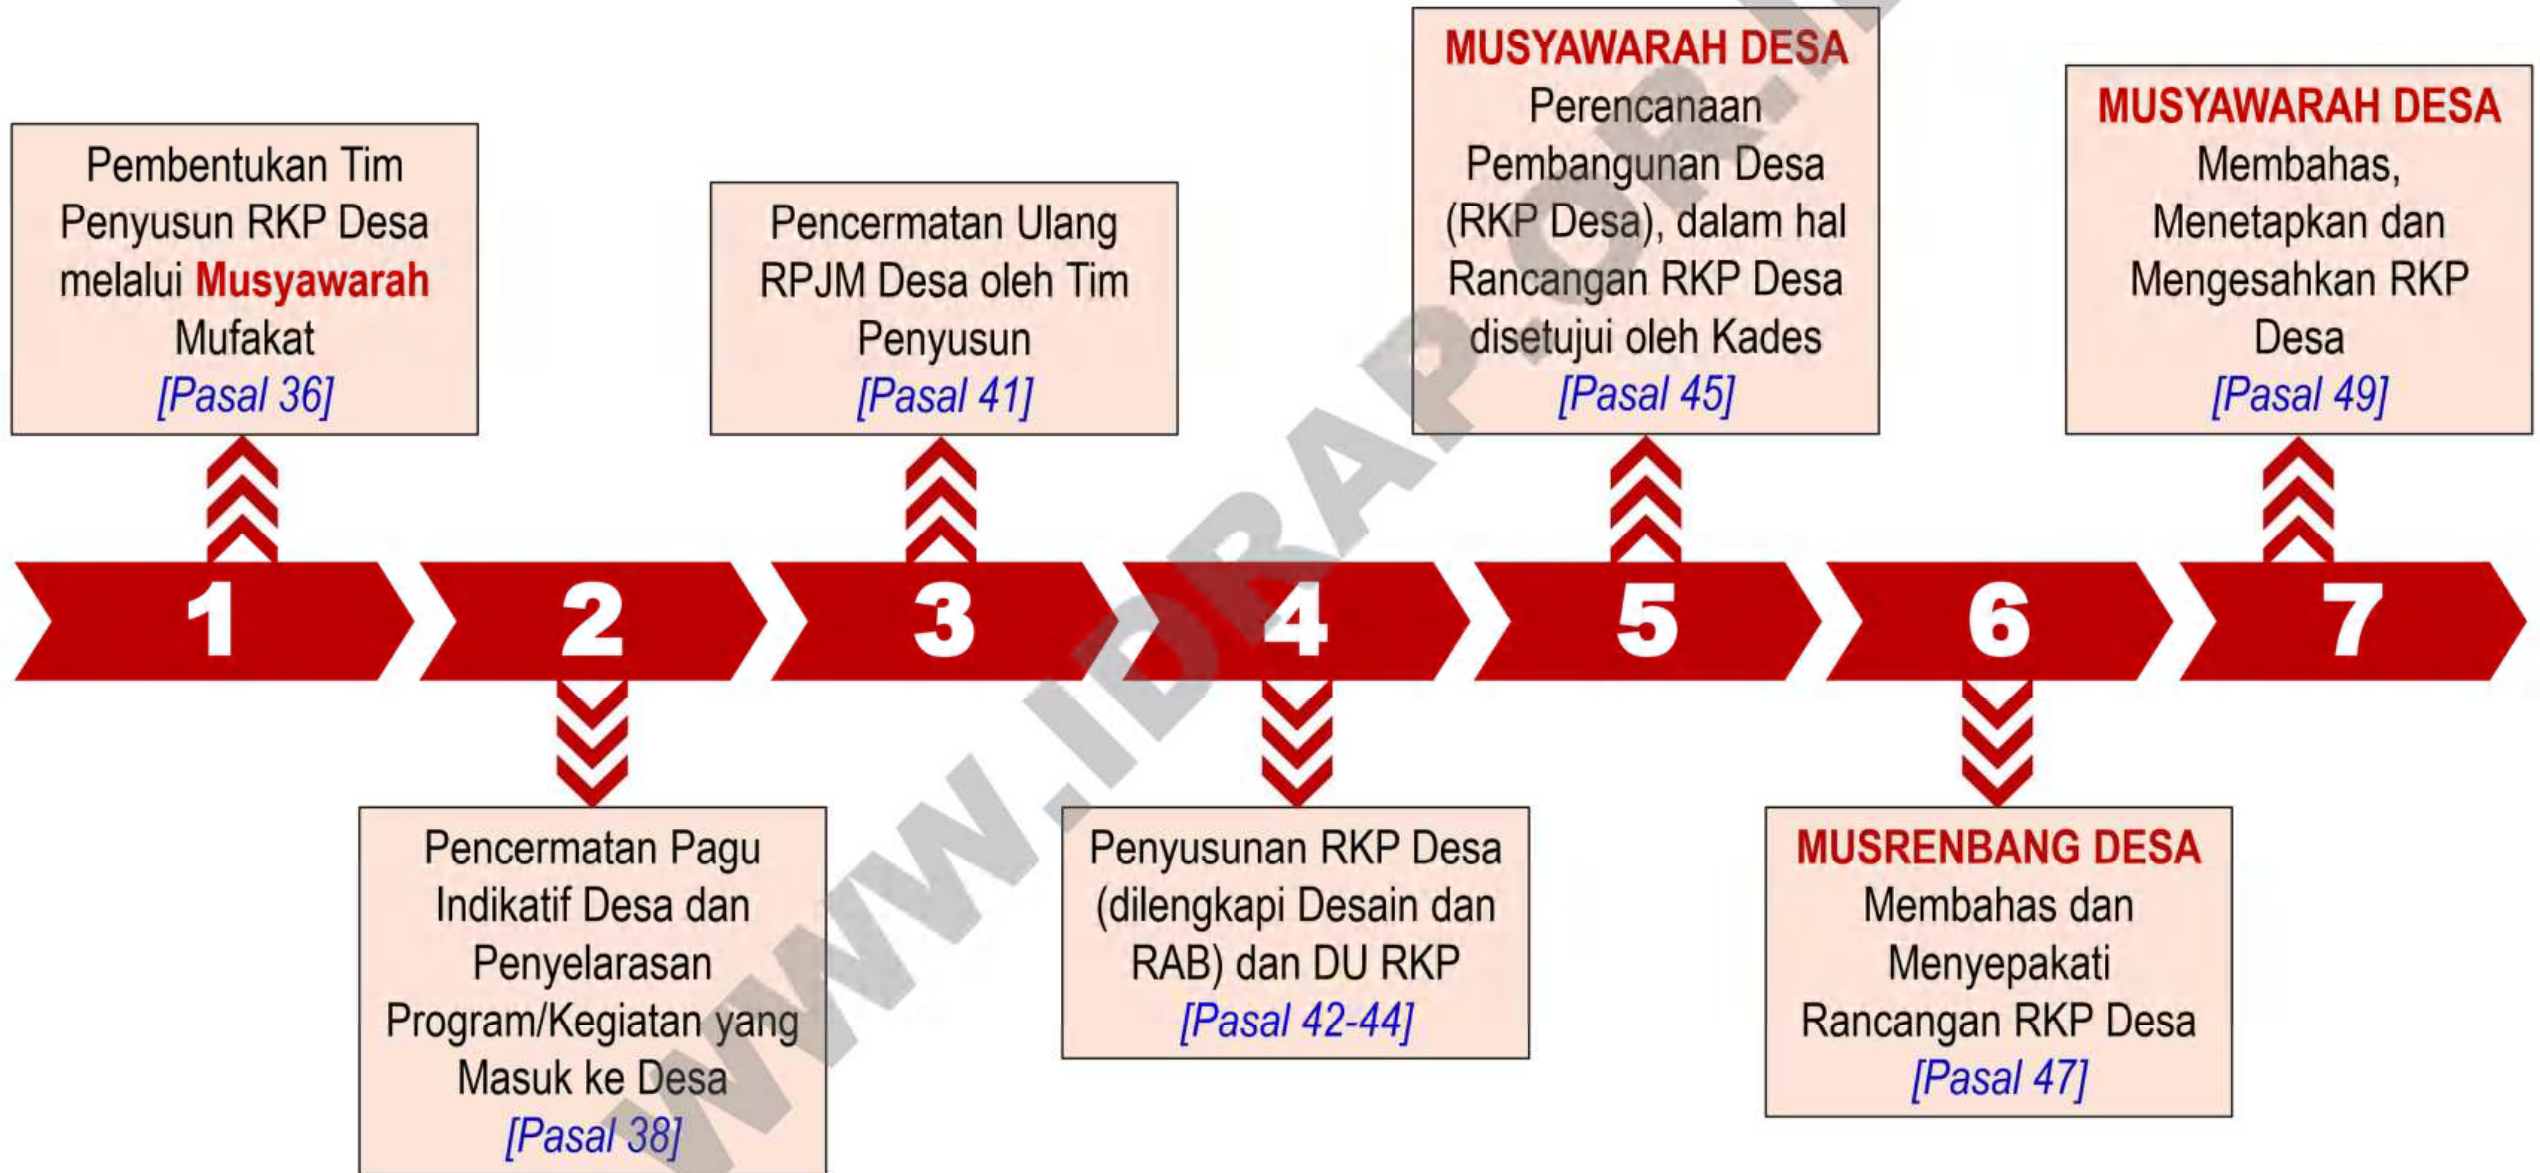 Pembentukan Tim
Penyusun RKP Desa
melalui Musyawarah
Mufakat
[Pasal 36]
Pencermatan Ulang
RPJM Desa oleh Tim
Penyusun
[Pasal 41]
MUSYAWARAH DESA
Perencanaan
Pembangunan Desa
(RKP Desa), dalam hal
Rancangan RKP Desa
disetujui oleh Kades
[Pasal 45]
MUSYAWARAH DESA
Membahas,
Menetapkan dan
Mengesahkan RKP
Desa
[Pasal 49]
1
2
3
4
5
6
7
Pencermatan Pagu
Indikatif Desa dan
Penyelarasan
Program/Kegiatan yang
Masuk ke Desa
[Pasal 38]
Penyusunan RKP Desa
(dilengkapi Desain dan
RAB) dan DU RKP
[Pasal 42-44]
MUSRENBANG DESA
Membahas dan
Menyepakati
Rancangan RKP Desa
[Pasal 47]
WWW.IDRAP.OR.